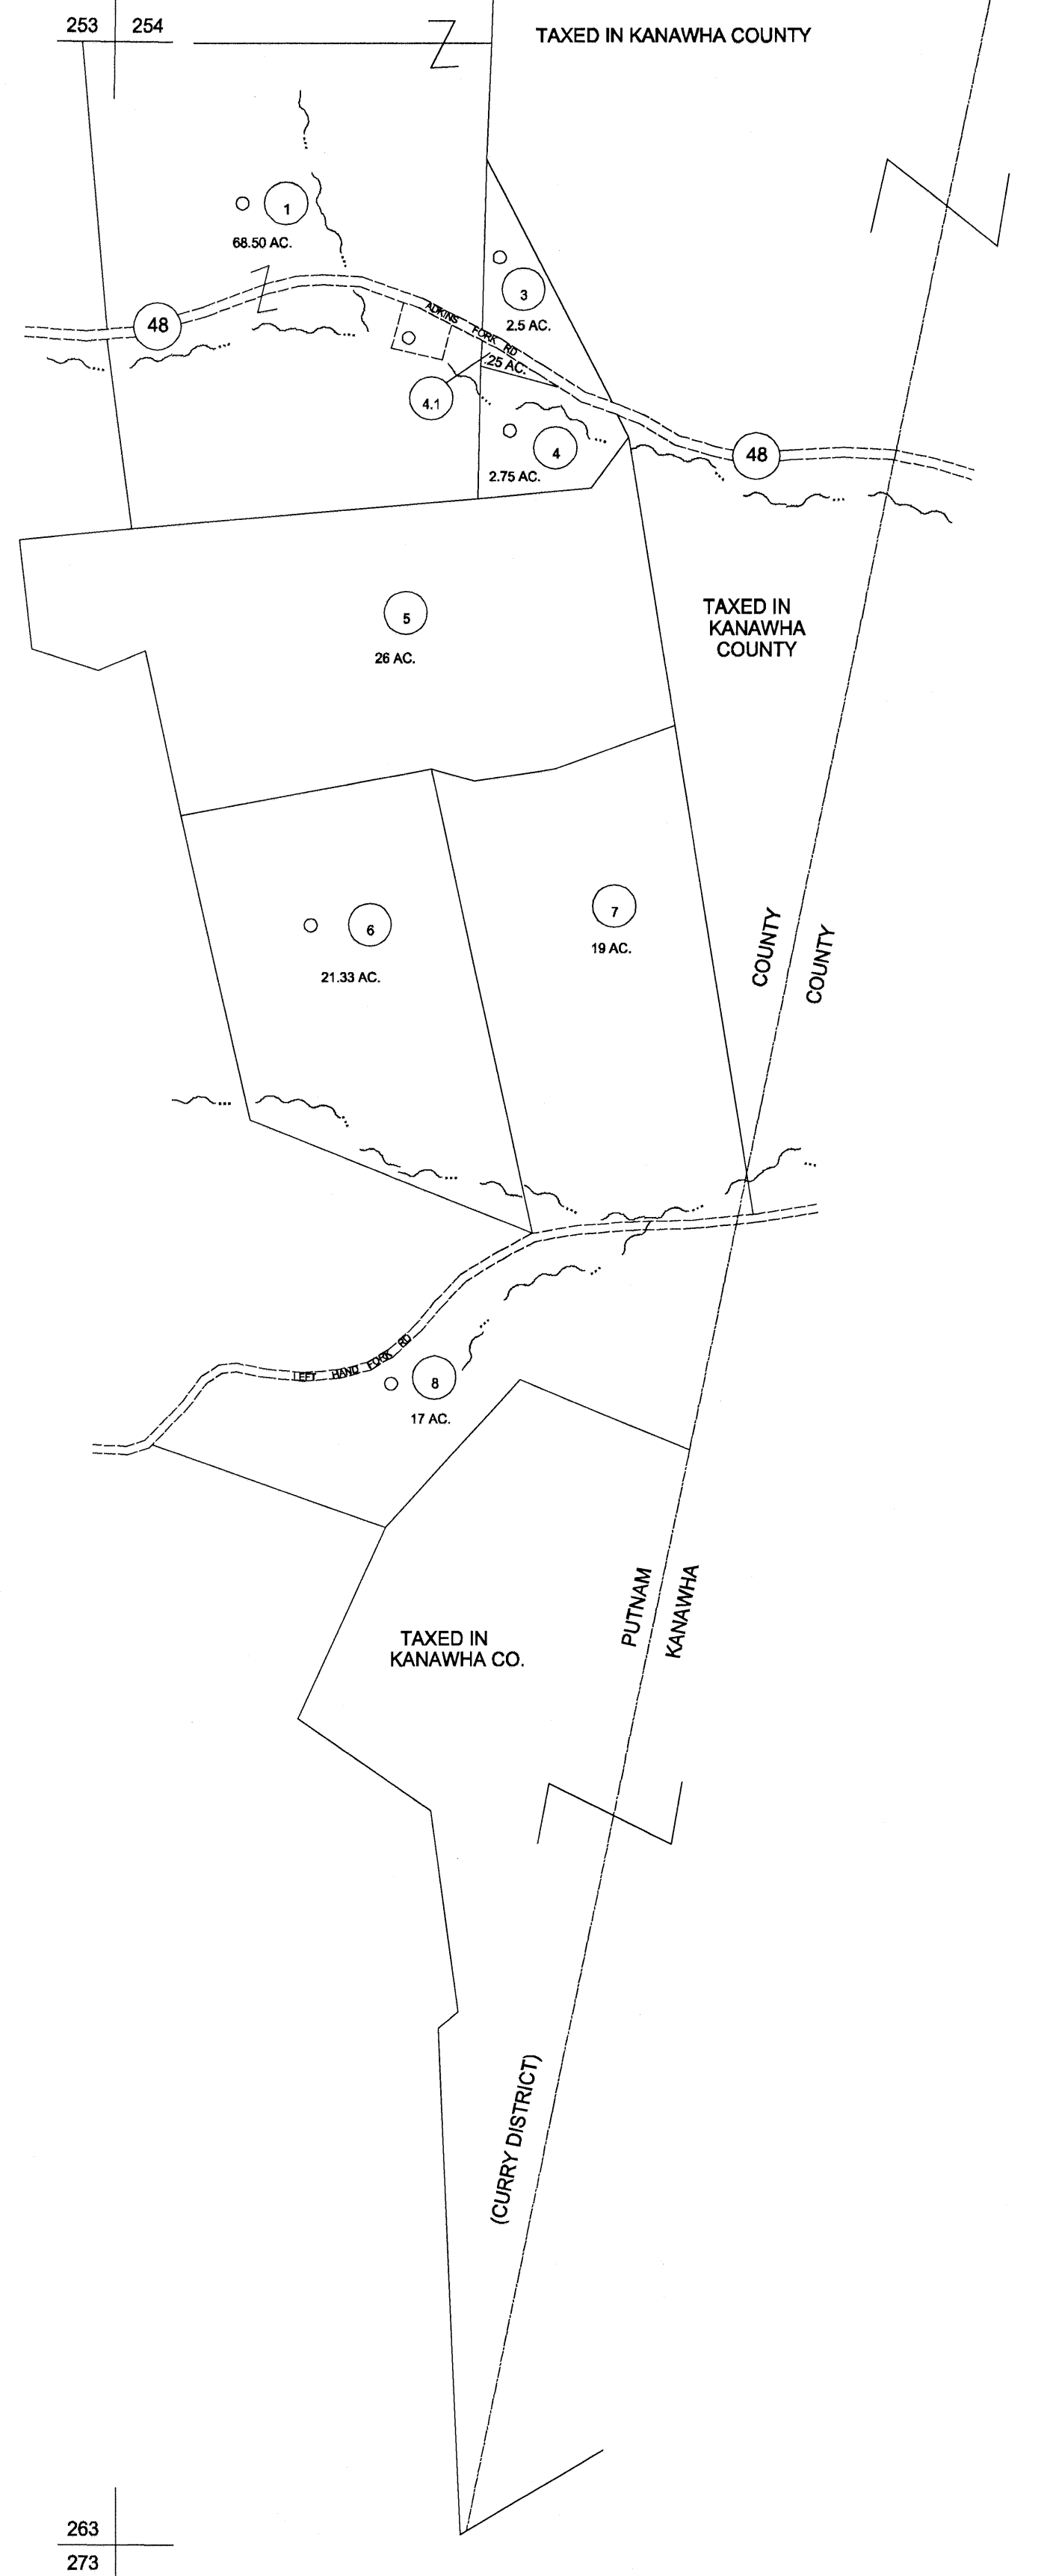 253 254
TAXED IN KANAWHA COUNTY
1
68.50 AC.
3
2.5 AC.
48
ADKINS FORK RD
.25 AC.
4.1
4
2.75 AC.
48
5
26 AC.
TAXED IN
KANAWHA
COUNTY
6
21.33 AC.
7
19 AC.
COUNTY
COUNTY
LEFT HAND FORK RD
8
17 AC.
PUTNAM
KANAWHA
TAXED IN
KANAWHA CO.
(CURRY DISTRICT)
263
273